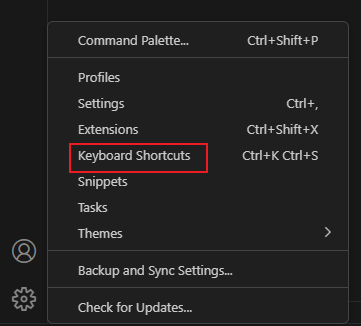 Command Palette... Ctrl+Shift+P
Profiles
Settings Ctrl+,
Extensions Ctrl+Shift+X
Keyboard Shortcuts Ctrl+K Ctrl+S
Snippets
Tasks
Themes
Backup and Sync Settings...
Check for Updates...